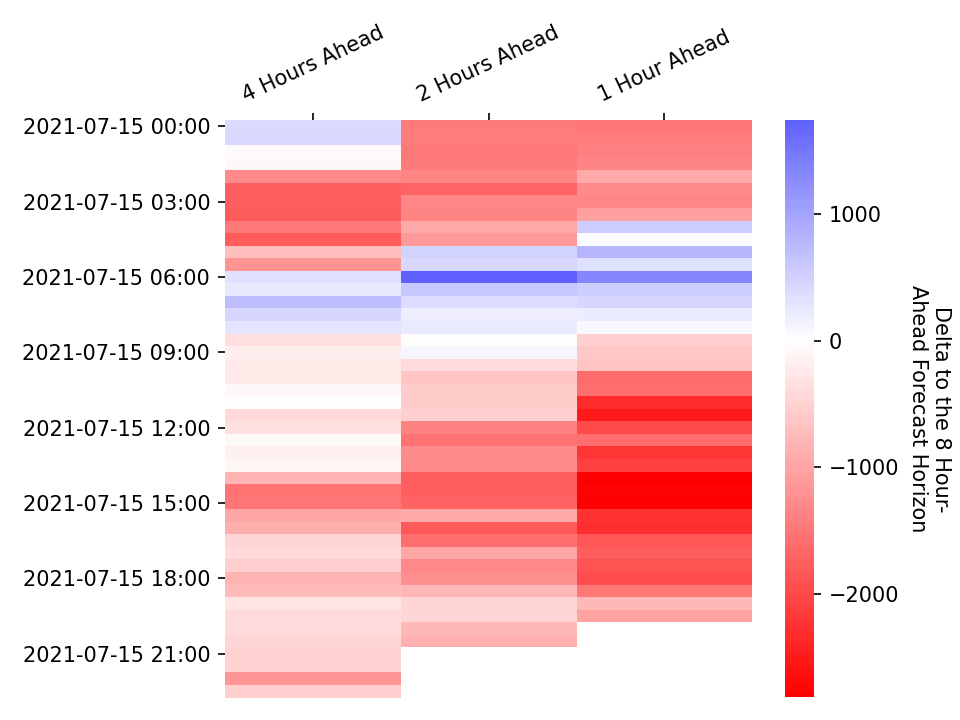 4 Hours Ahead
2 Hours Ahead
1 Hour Ahead
2021-07-15 00:00
2021-07-15 03:00
2021-07-15 06:00
2021-07-15 09:00
2021-07-15 12:00
2021-07-15 15:00
2021-07-15 18:00
2021-07-15 21:00
1000
0
−1000
−2000
Delta to the 8 Hour-
Ahead Forecast Horizon